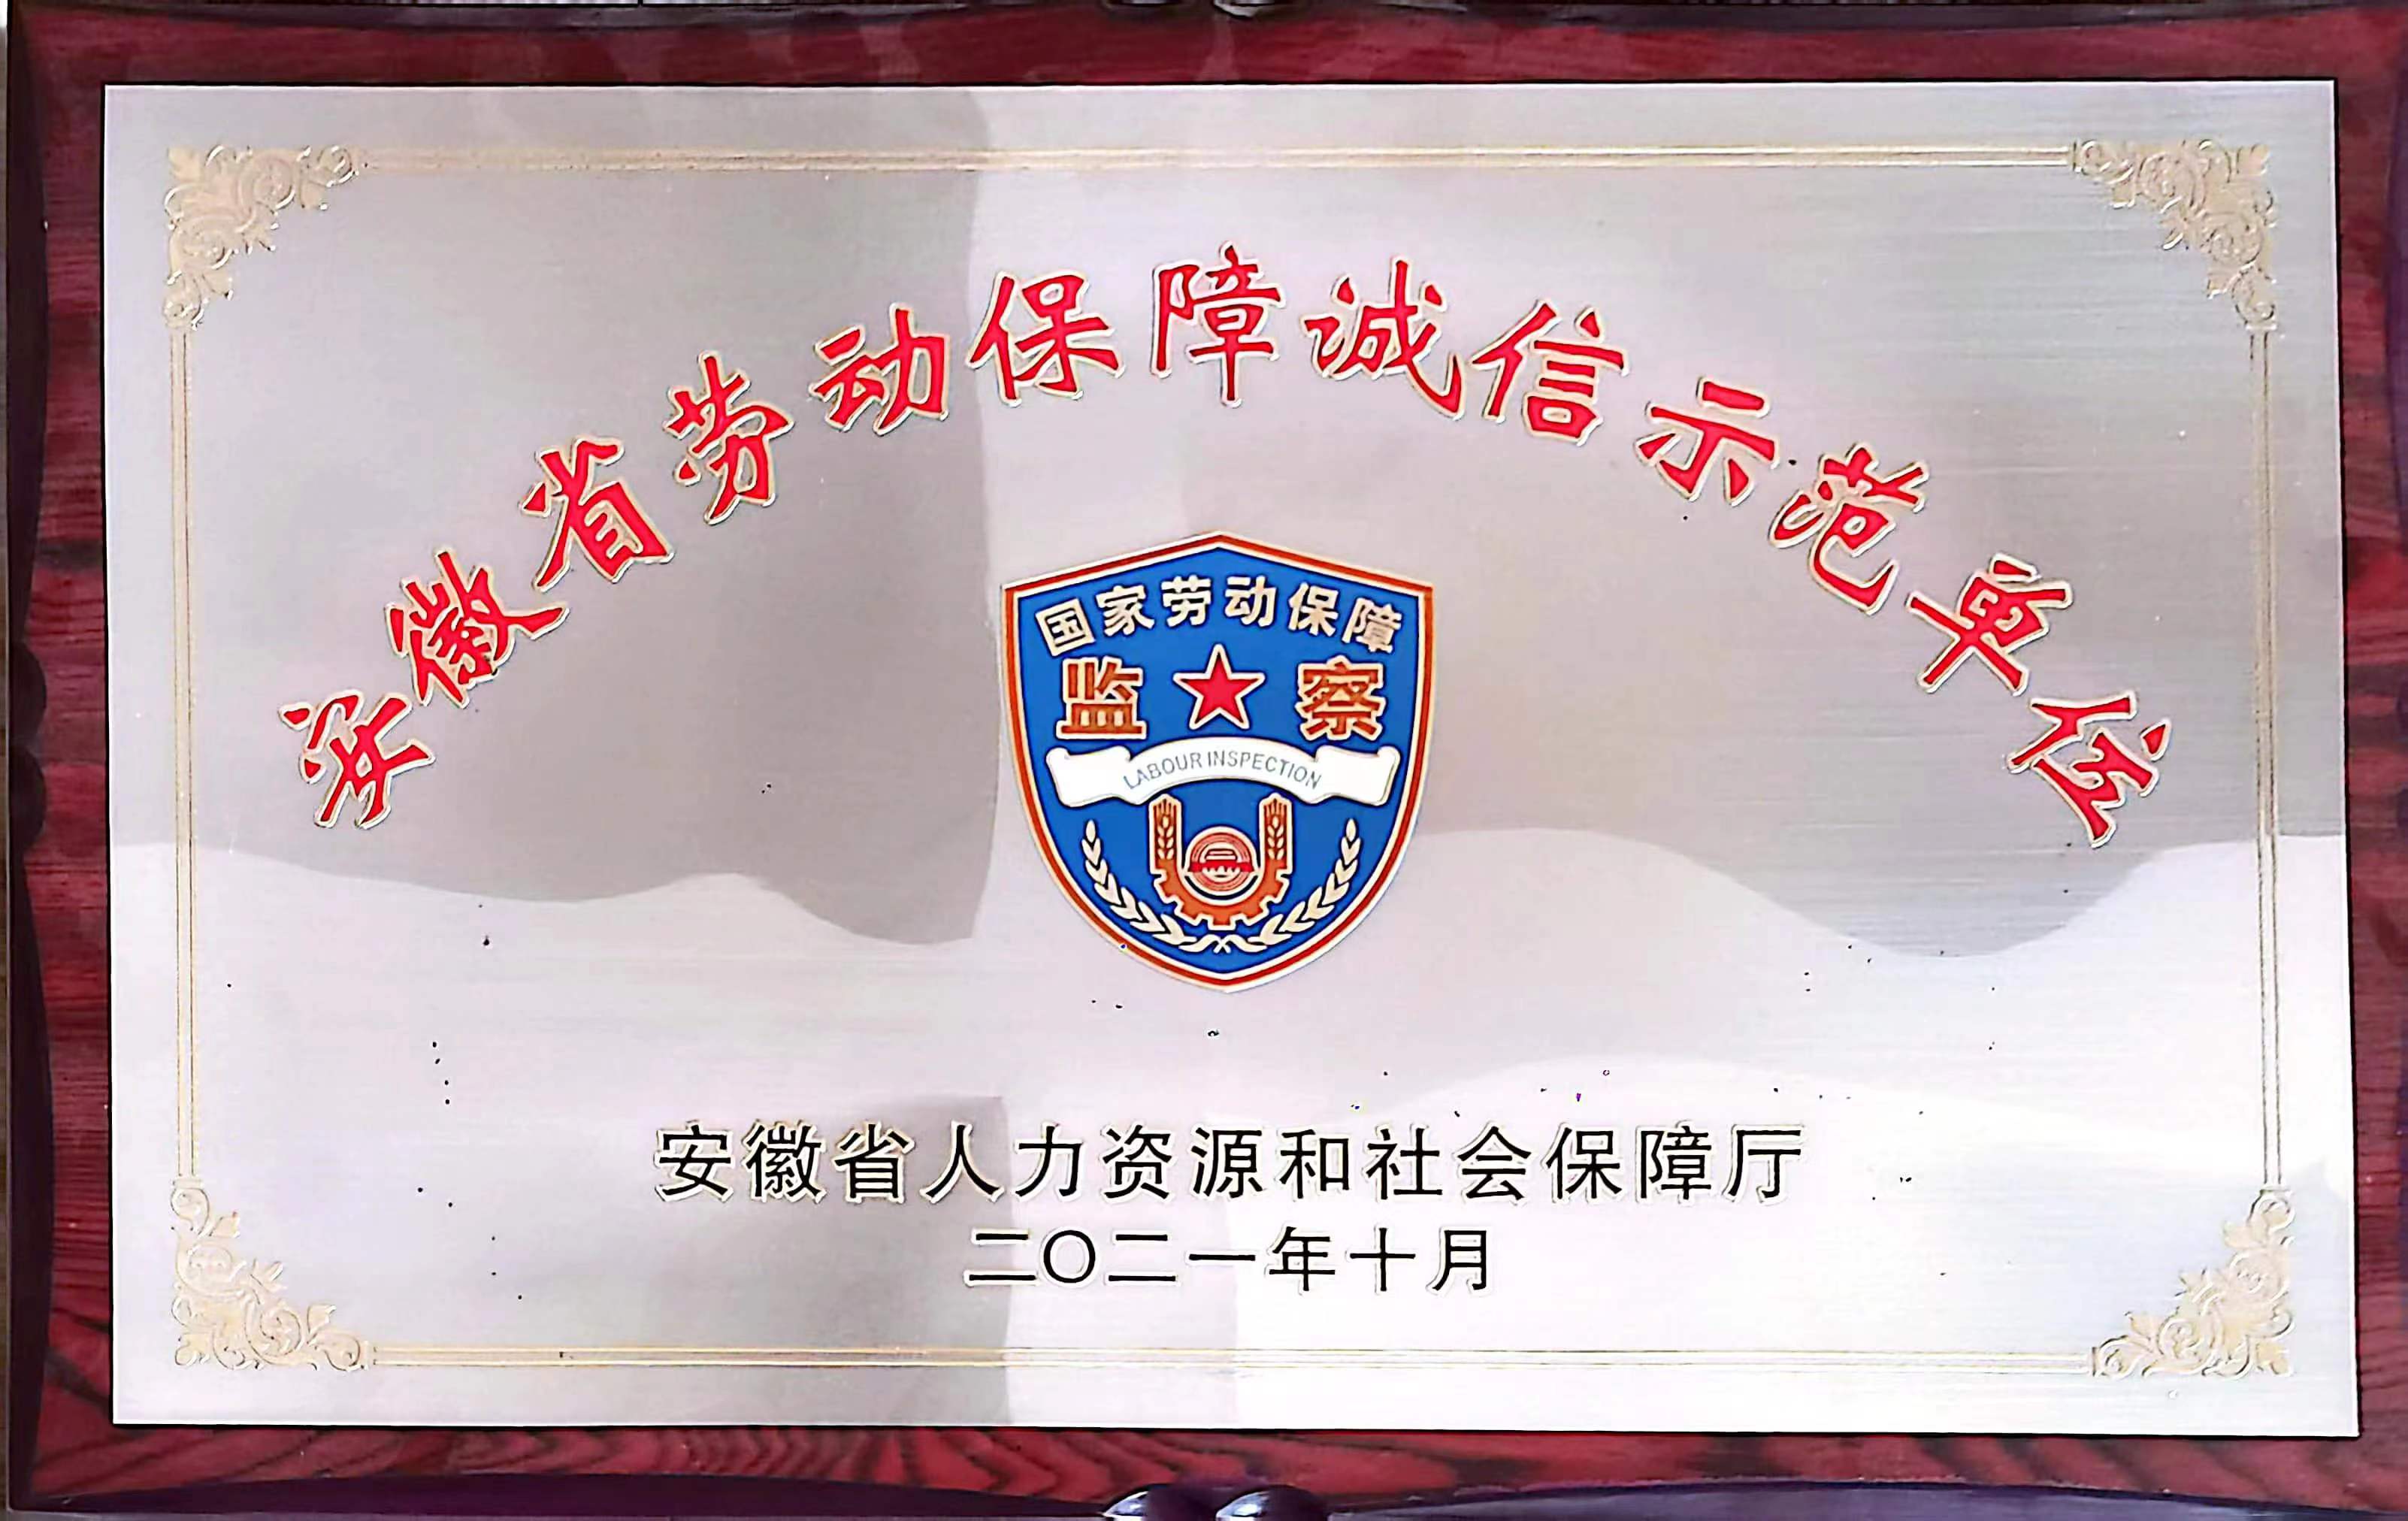 安徽省劳动保障诚信示范单位
国家劳动保障
监察
LABOUR INSPECTION
安徽省人力资源和社会保障厅
二〇二一年十月